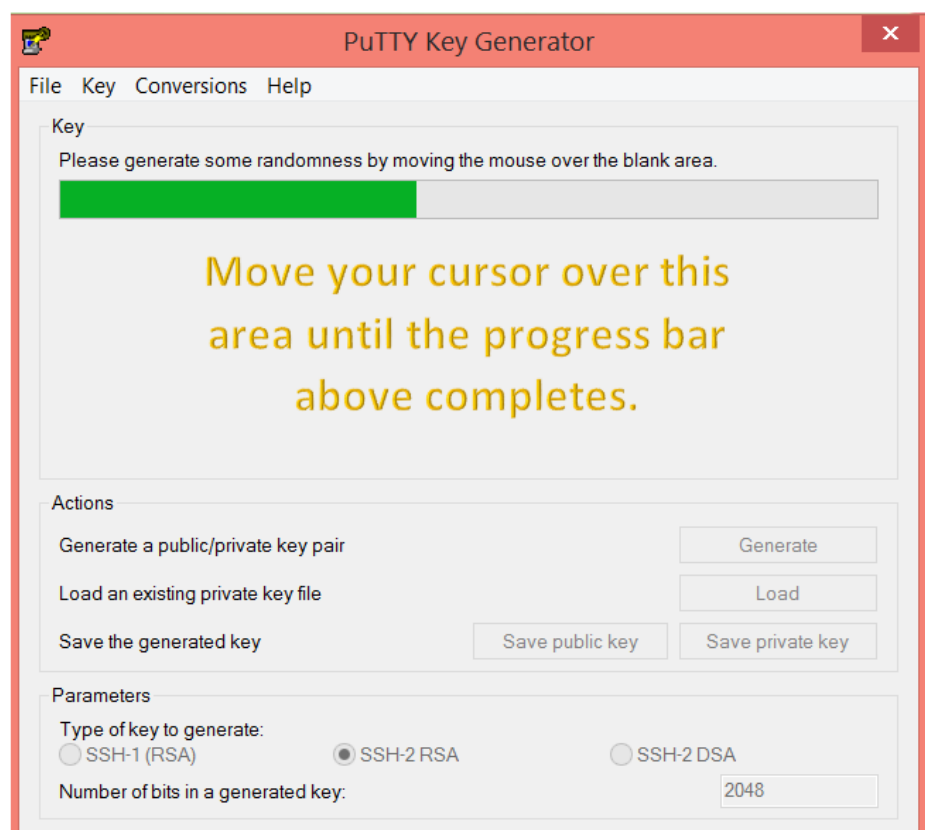 PuTTY Key Generator
x
File Key Conversions Help
Key
Please generate some randomness by moving the mouse over the blank area.
Move your cursor over this
area until the progress bar
above completes.
Actions
Generate a public/private key pair Generate
Load an existing private key file Load
Save the generated key Save public key Save private key
Parameters
Type of key to generate:
SSH-1 (RSA) SSH-2 RSA SSH-2 DSA
Number of bits in a generated key: 2048